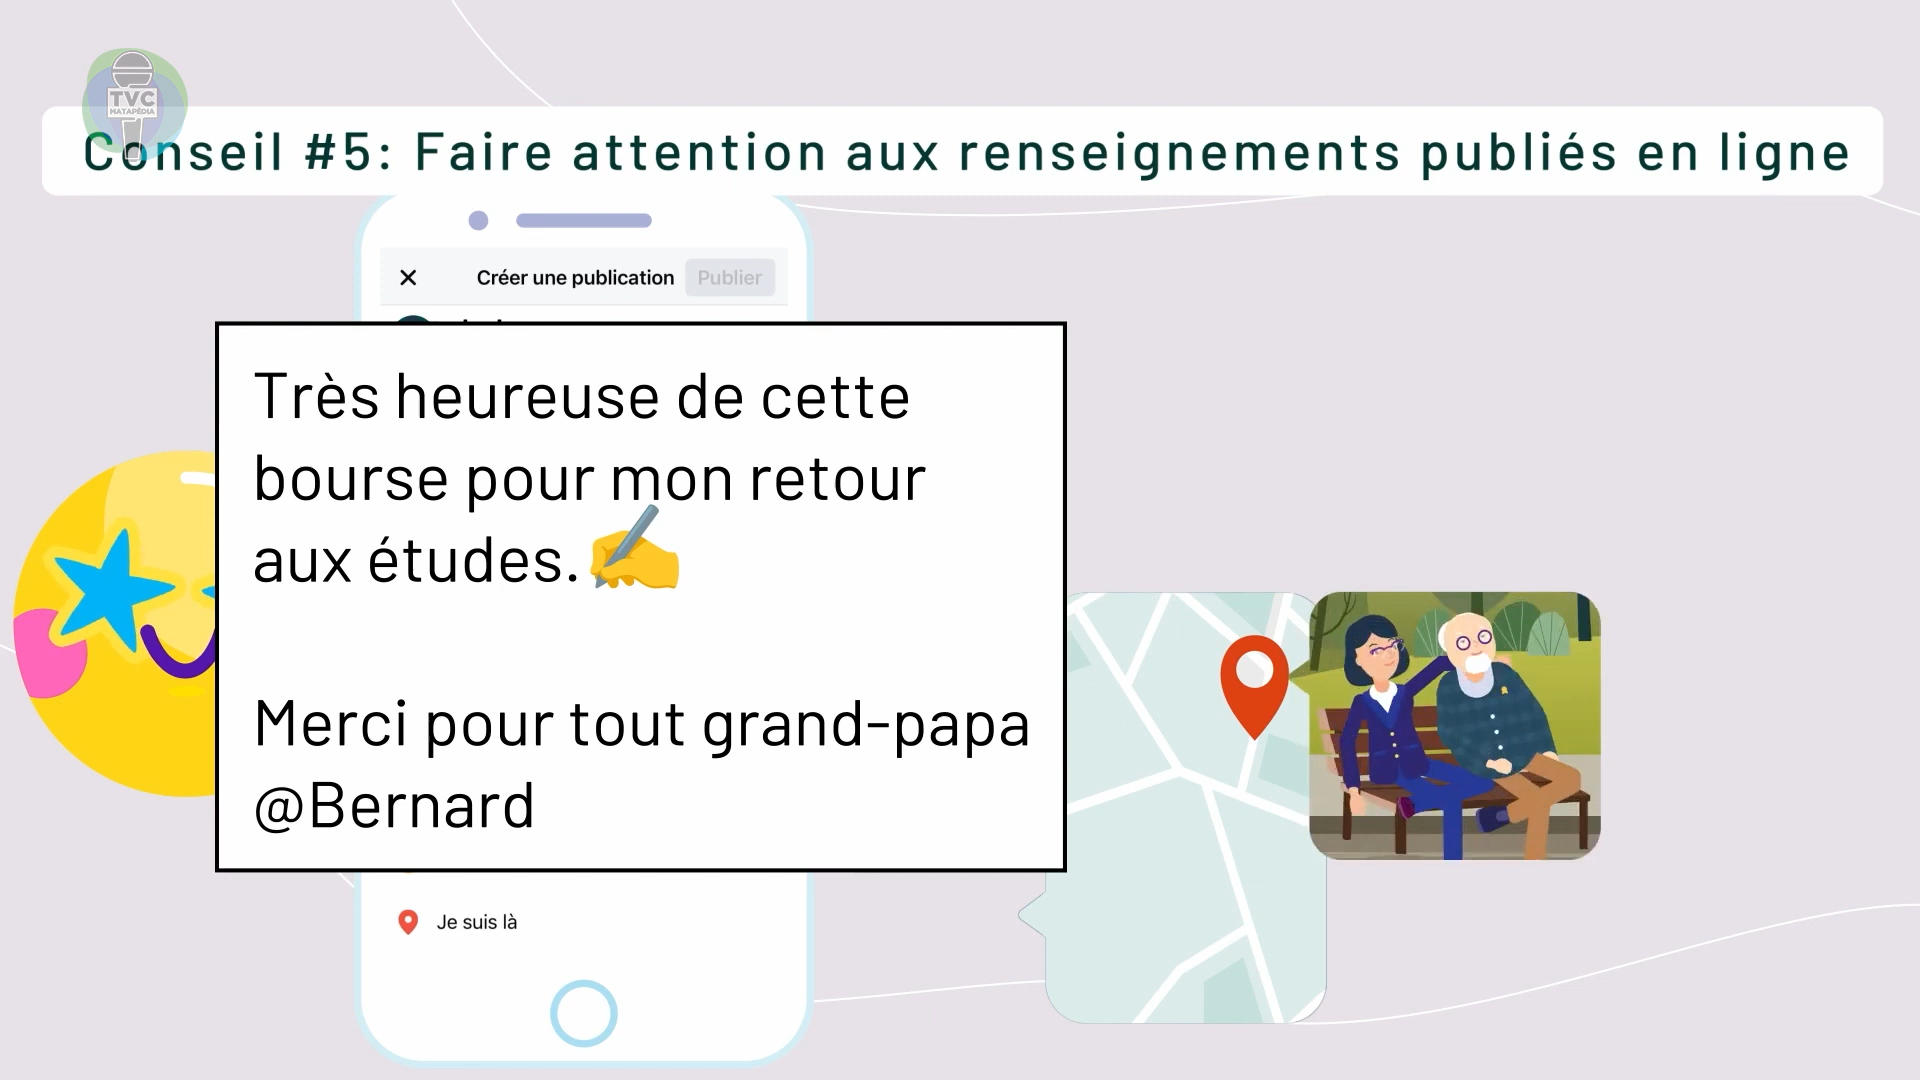 TVC
MATAPÉDIA
Conseil #5: Faire attention aux renseignements publiés en ligne
Créer une publication Publier
Très heureuse de cette
bourse pour mon retour
aux études.
Merci pour tout grand-papa
@Bernard
Je suis là